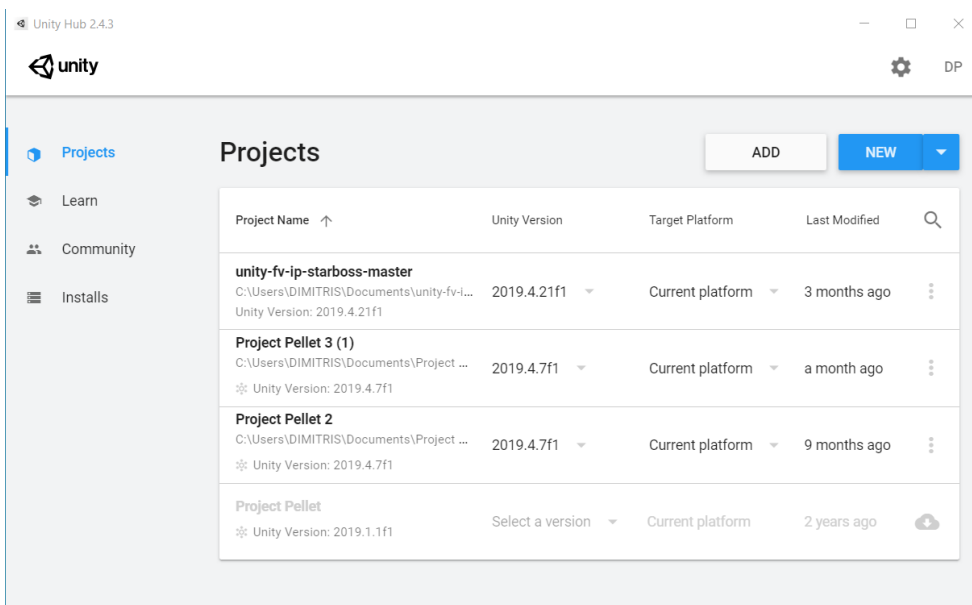 Unity Hub 2.4.3
unity
DP
Projects
Learn
Community
Installs
Projects
ADD
NEW
Project Name
Unity Version
Target Platform
Last Modified
unity-fv-ip-starboss-master
C:\Users\DIMITRIS\Documents\unity-fv-i...
Unity Version: 2019.4.21f1
2019.4.21f1
Current platform
3 months ago
Project Pellet 3 (1)
C:\Users\DIMITRIS\Documents\Project ...
Unity Version: 2019.4.7f1
2019.4.7f1
Current platform
a month ago
Project Pellet 2
C:\Users\DIMITRIS\Documents\Project ...
Unity Version: 2019.4.7f1
2019.4.7f1
Current platform
9 months ago
Project Pellet
Unity Version: 2019.1.1f1
Select a version
Current platform
2 years ago